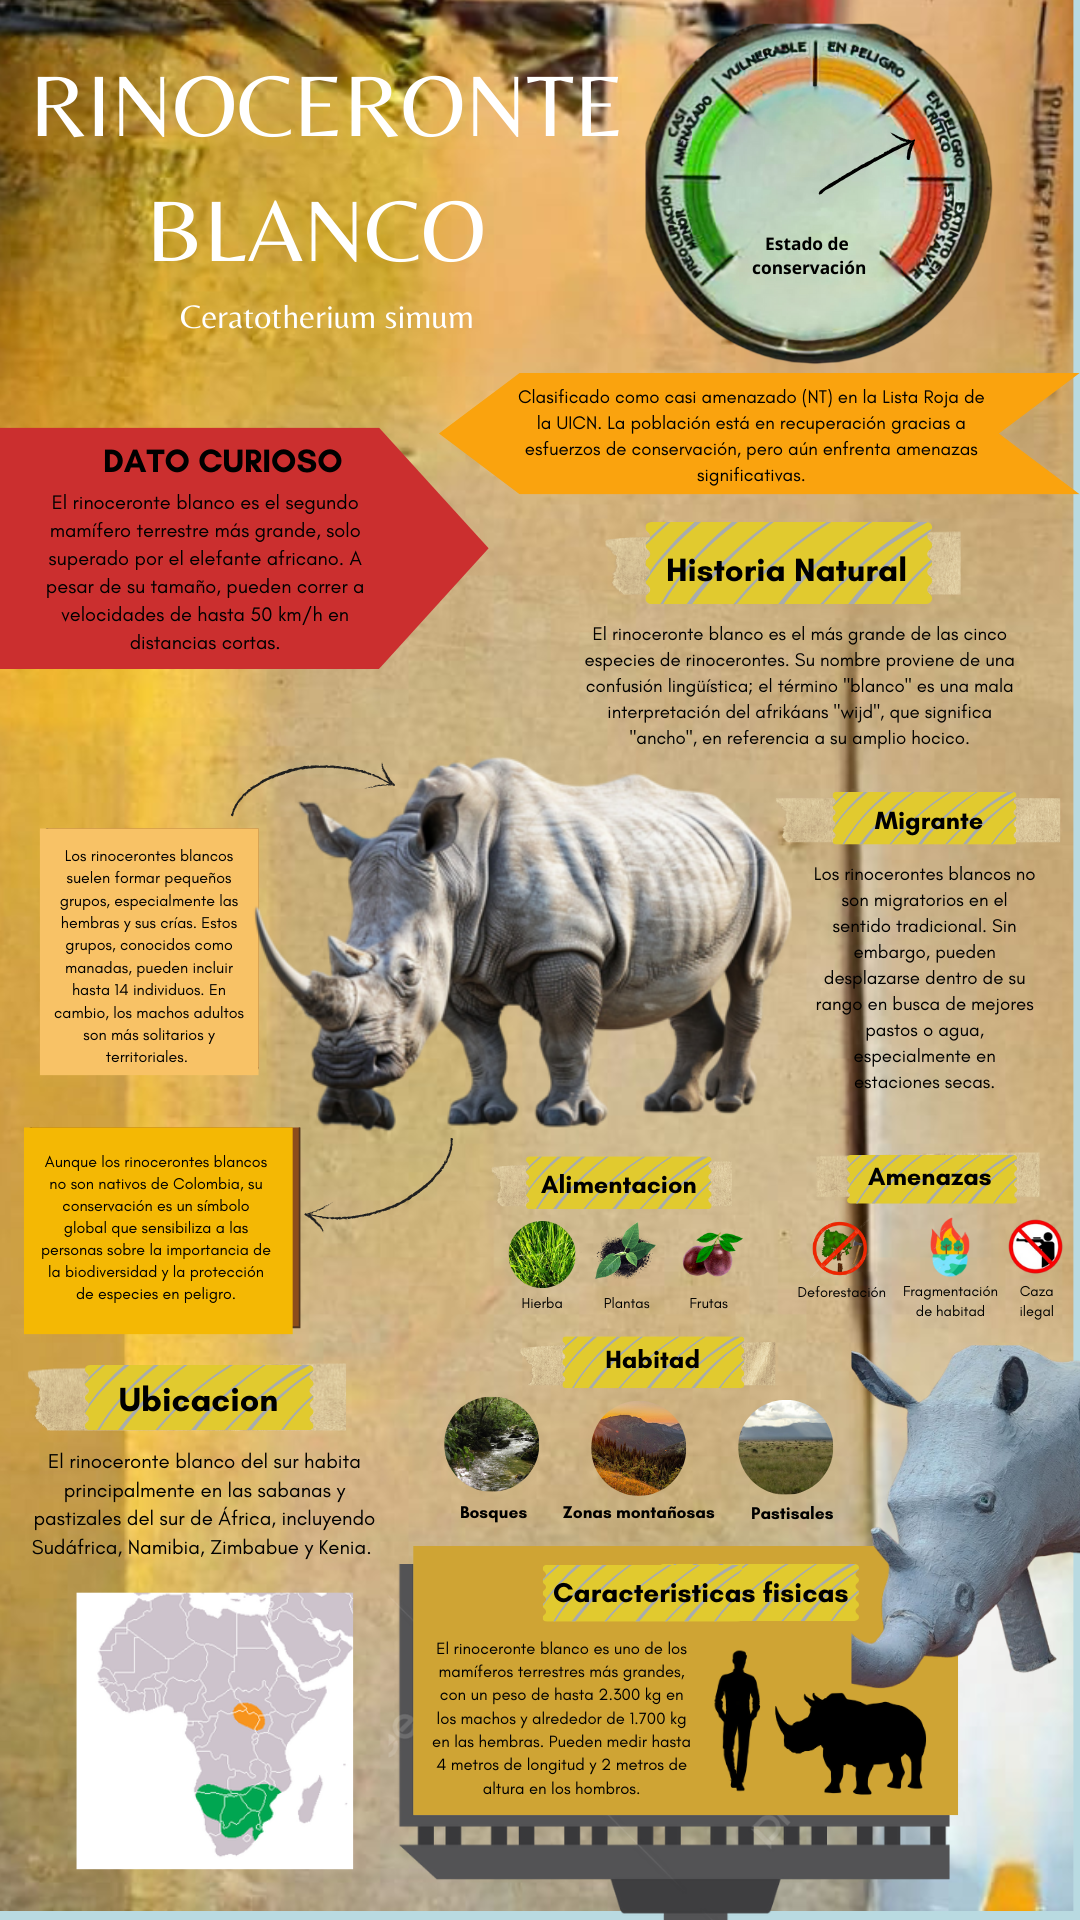 RINOCERONTE
BLANCO
Ceratotherium simum
PREOCUPACIÓN
MENOR
CASI
AMENAZADO
VULNERABLE
EN PELIGRO
EN PELIGRO
CRÍTICO
EXTINTO EN
ESTADO SALVAJE
Estado de
conservación
Clasificado como casi amenazado (NT) en la Lista Roja de
la UICN. La población está en recuperación gracias a
esfuerzos de conservación, pero aún enfrenta amenazas
significativas.
DATO CURIOSO
El rinoceronte blanco es el segundo
mamífero terrestre más grande, solo
superado por el elefante africano. A
pesar de su tamaño, pueden correr a
velocidades de hasta 50 km/h en
distancias cortas.
Historia Natural
El rinoceronte blanco es el más grande de las cinco
especies de rinocerontes. Su nombre proviene de una
confusión lingüística; el término "blanco" es una mala
interpretación del afrikáans "wijd", que significa
"ancho", en referencia a su amplio hocico.
Los rinocerontes blancos
suelen formar pequeños
grupos, especialmente las
hembras y sus crías. Estos
grupos, conocidos como
manadas, pueden incluir
hasta 14 individuos. En
cambio, los machos adultos
son más solitarios y
territoriales.
Migrante
Los rinocerontes blancos no
son migratorios en el
sentido tradicional. Sin
embargo, pueden
desplazarse dentro de su
rango en busca de mejores
pastos o agua,
especialmente en
estaciones secas.
Aunque los rinocerontes blancos
no son nativos de Colombia, su
conservación es un símbolo
global que sensibiliza a las
personas sobre la importancia de
la biodiversidad y la protección
de especies en peligro.
Alimentacion
Hierba
Plantas
Frutas
Amenazas
Deforestación
Fragmentación
de habitad
Caza
ilegal
Habitad
Bosques
Zonas montañosas
Pastisales
Ubicacion
El rinoceronte blanco del sur habita
principalmente en las sabanas y
pastizales del sur de África, incluyendo
Sudáfrica, Namibia, Zimbabue y Kenia.
Caracteristicas fisicas
El rinoceronte blanco es uno de los
mamíferos terrestres más grandes,
con un peso de hasta 2.300 kg en
los machos y alrededor de 1.700 kg
en las hembras. Pueden medir hasta
4 metros de longitud y 2 metros de
altura en los hombros.